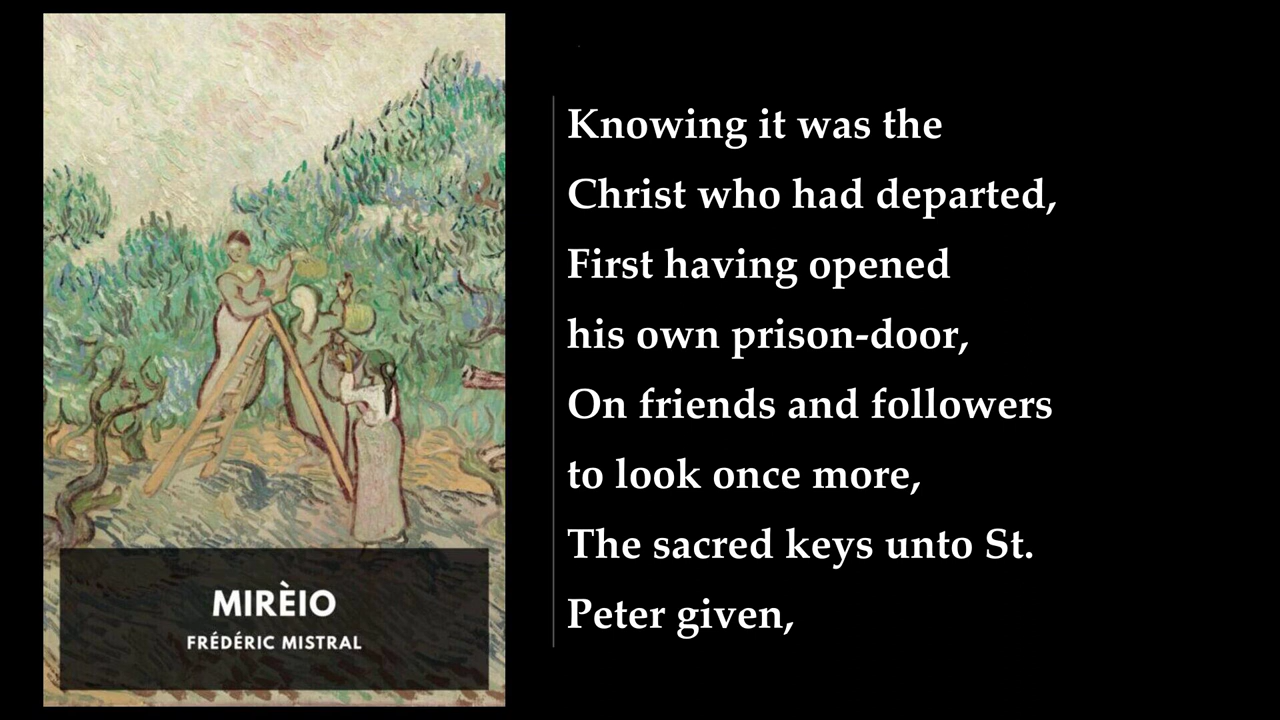 MIRÈIO
FRÉDÉRIC MISTRAL
Knowing it was the
Christ who had departed,
First having opened
his own prison-door,
On friends and followers
to look once more,
The sacred keys unto St.
Peter given,